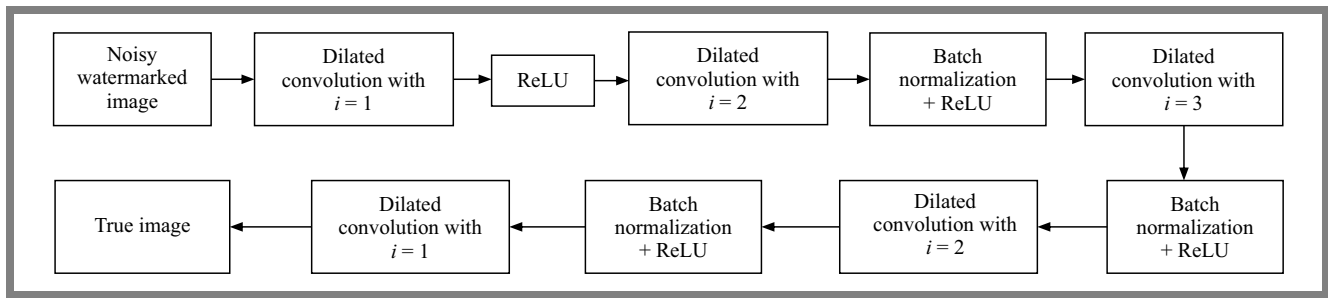 Noisy
watermarked
image
Dilated
convolution with
i = 1
ReLU
Dilated
convolution with
i = 2
Batch
normalization
+ ReLU
Dilated
convolution with
i = 3
Batch
normalization
+ ReLU
Dilated
convolution with
i = 2
Batch
normalization
+ ReLU
Dilated
convolution with
i = 1
True image